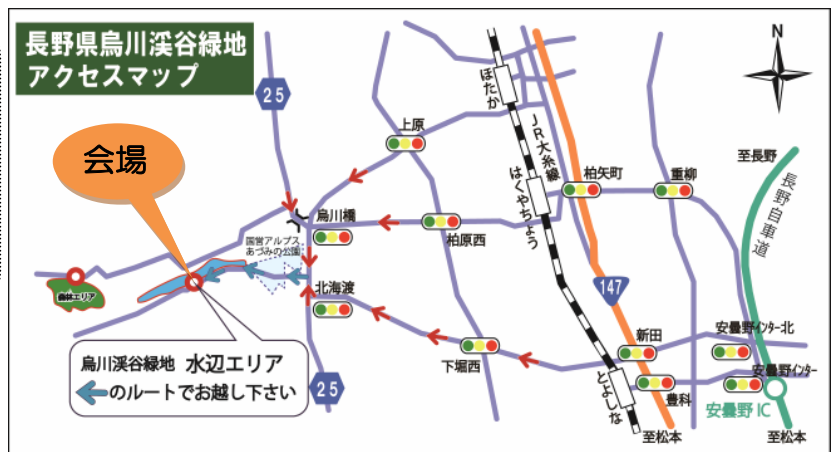 長野県烏川渓谷緑地
アクセスマップ
N
25
ほたか
上原
JR大糸線
会場
柏矢町
重柳
至長野
長野自動車道
はくやちょう
烏川橋
柏原西
国営アルプス
あづみの公園
森林エリア
北海渡
147
烏川渓谷緑地 水辺エリア
のルートでお越し下さい
25
下堀西
新田
安曇野インター北
安曇野インター
とよしな
豊科
安曇野IC
至松本
至松本